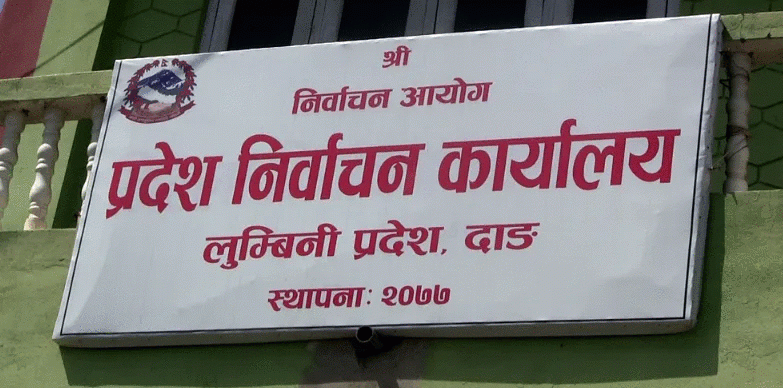 श्री
निर्वाचन आयोग
प्रदेश निर्वाचन कार्यालय
लुम्बिनी प्रदेश, दाङ
स्थापनाः २०७७